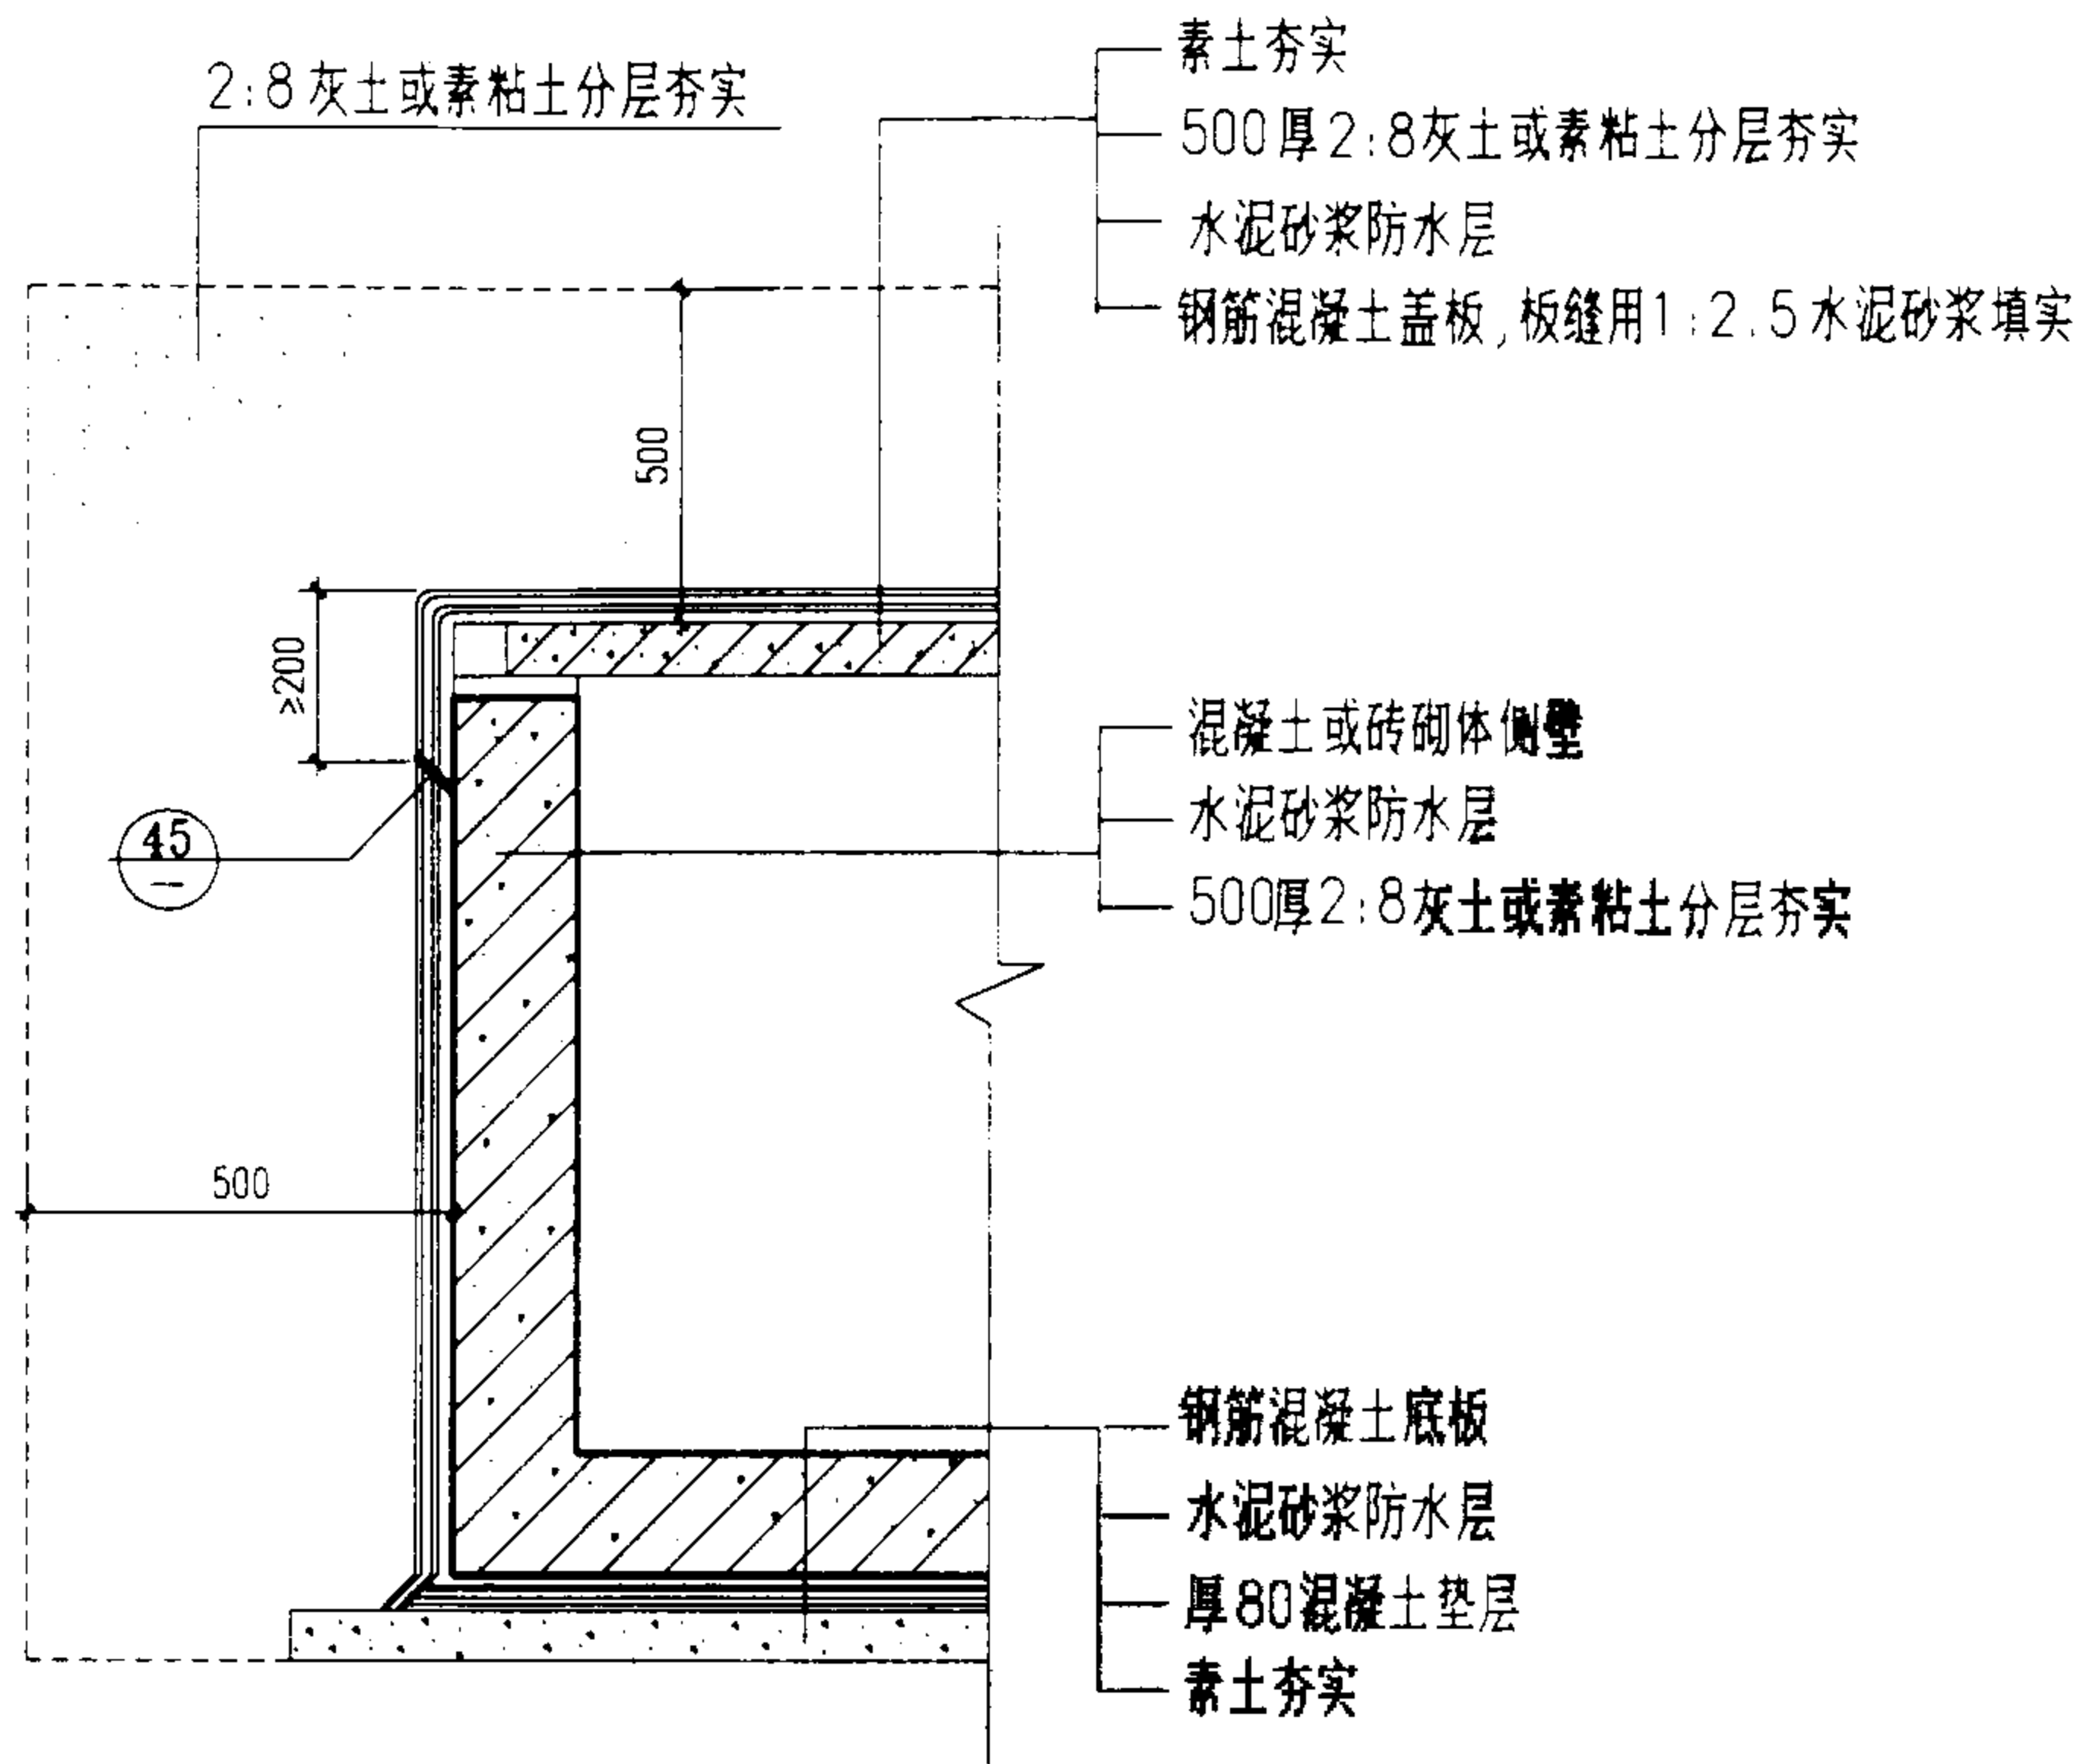 2:8灰土或素粘土分层夯实
素土夯实
500厚2:8灰土或素粘土分层夯实
水泥砂浆防水层
钢筋混凝土盖板,板缝用1:2.5水泥砂浆填实
500
≥200
45
—
混凝土或砖砌体侧壁
水泥砂浆防水层
500厚2:8灰土或素粘土分层夯实
500
钢筋混凝土底板
水泥砂浆防水层
厚80混凝土垫层
素土夯实